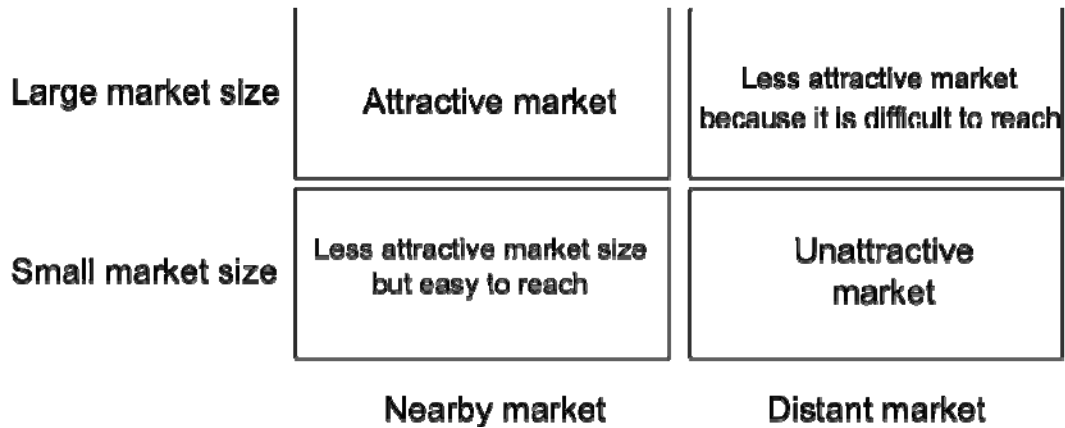 Large market size
Attractive market
Less attractive market
because it is difficult to reach
Small market size
Less attractive market size
but easy to reach
Unattractive
market
Nearby market
Distant market